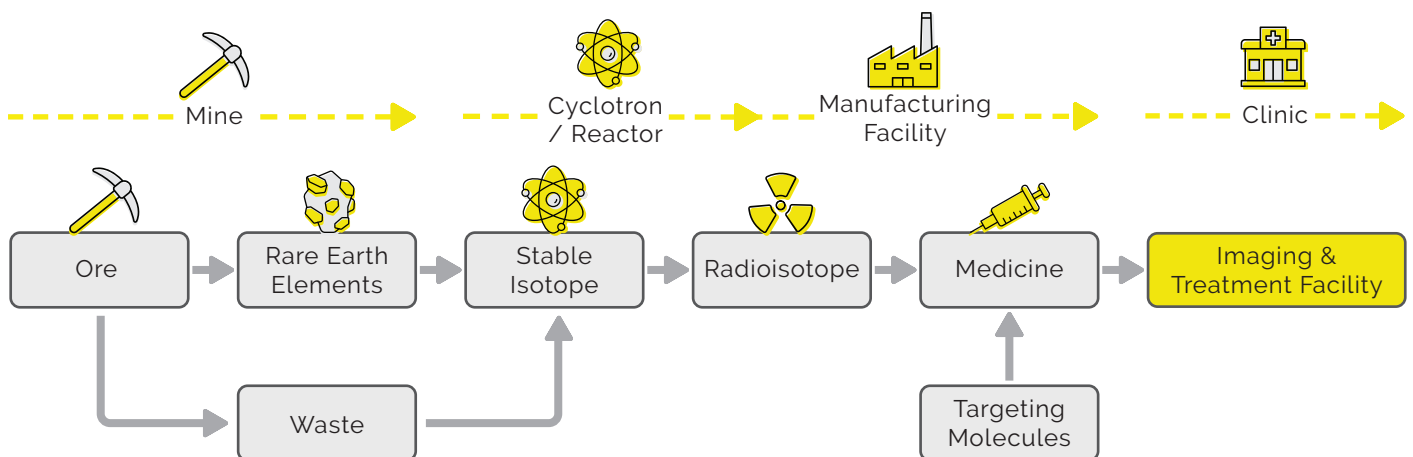 Mine
Cyclotron
/ Reactor
Manufacturing
Facility
Clinic
Ore
Rare Earth
Elements
Stable
Isotope
Radioisotope
Medicine
Imaging &
Treatment Facility
Waste
Targeting
Molecules